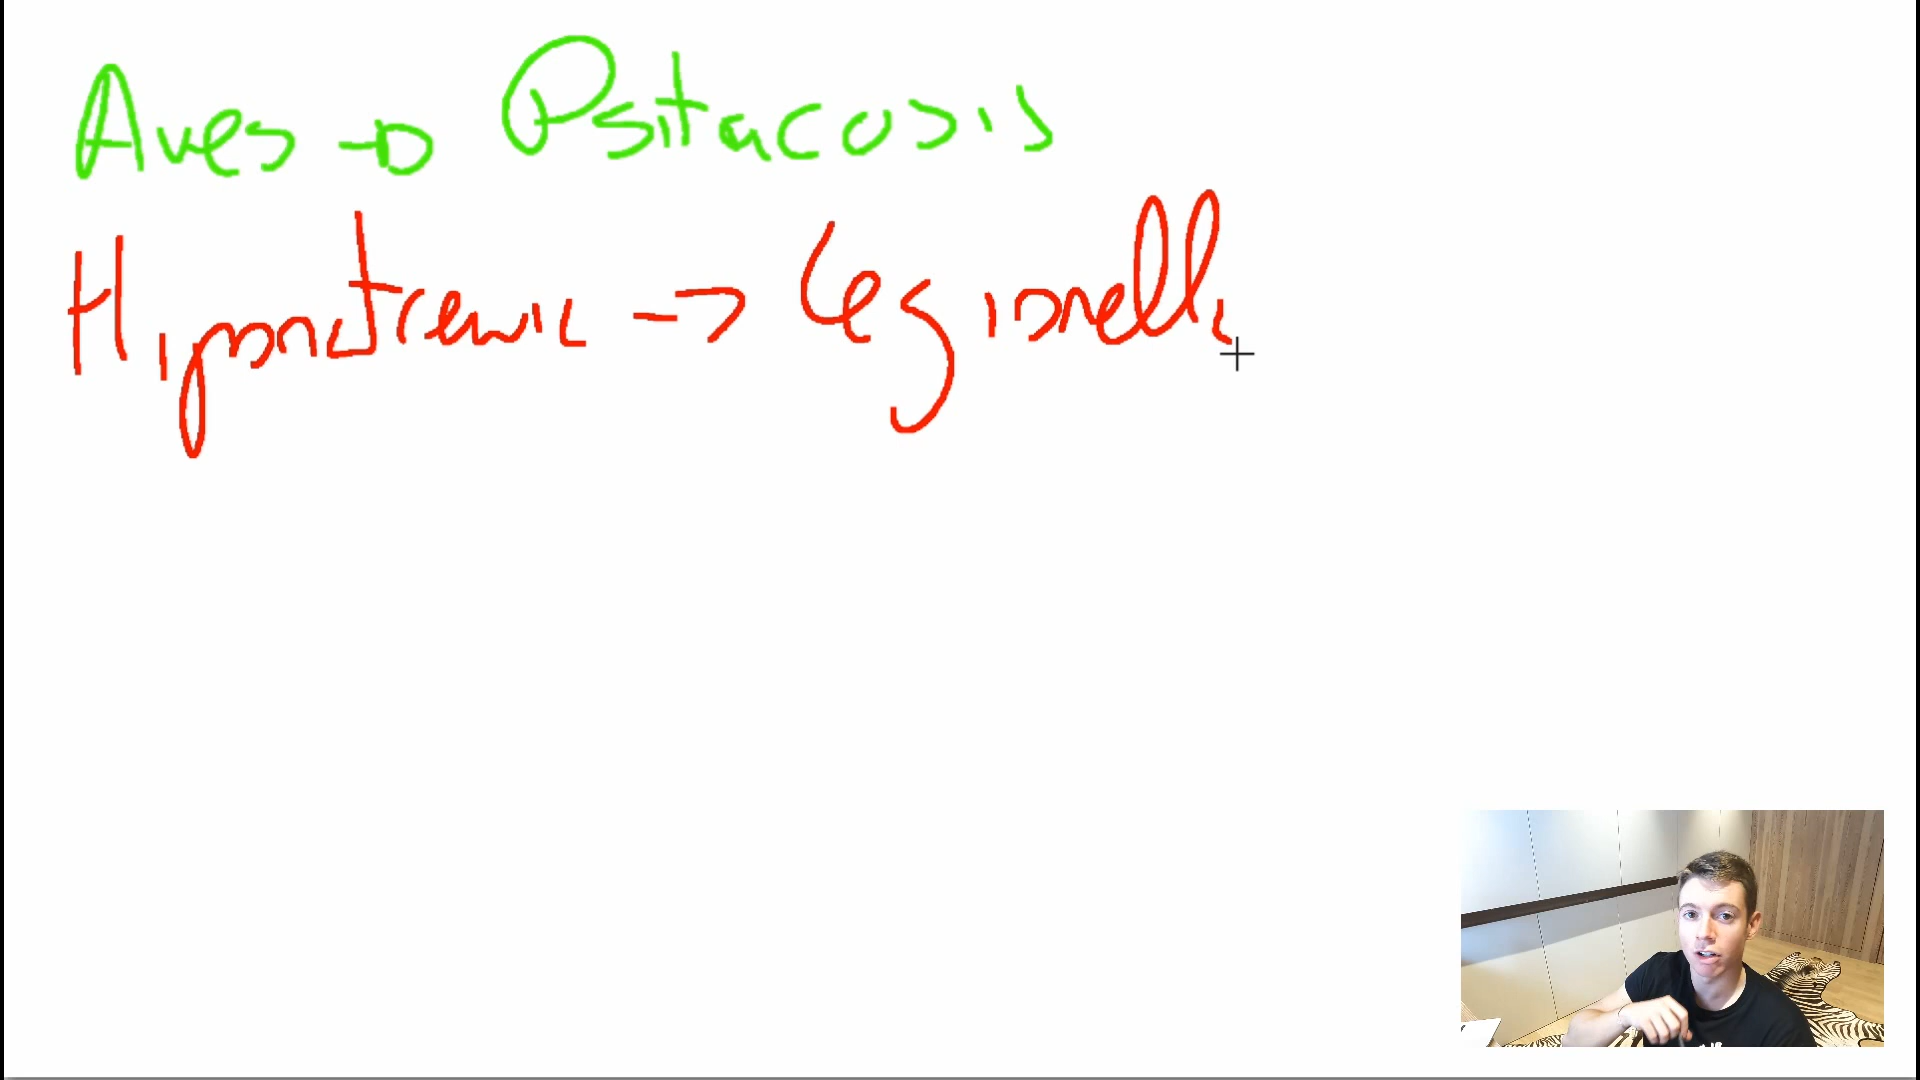 Aves → Psitacosis
Hiponatremia → Legionella